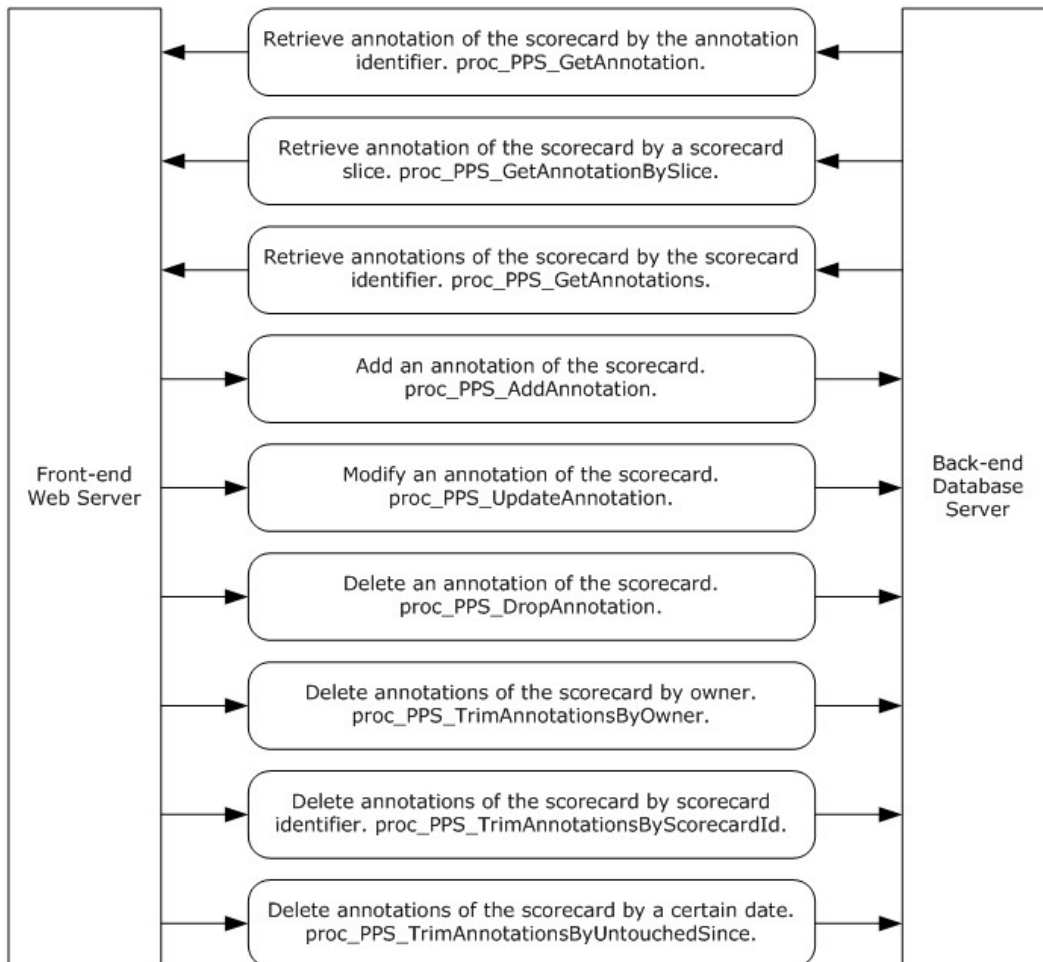 Retrieve annotation of the scorecard by the annotation
identifier. proc_PPS_GetAnnotation.
Retrieve annotation of the scorecard by a scorecard
slice. proc_PPS_GetAnnotationBySlice.
Retrieve annotations of the scorecard by the scorecard
identifier. proc_PPS_GetAnnotations.
Add an annotation of the scorecard.
proc_PPS_AddAnnotation.
Front-end
Web Server
Modify an annotation of the scorecard.
proc_PPS_UpdateAnnotation.
Back-end
Database
Server
Delete an annotation of the scorecard.
proc_PPS_DropAnnotation.
Delete annotations of the scorecard by owner.
proc_PPS_TrimAnnotationsByOwner.
Delete annotations of the scorecard by scorecard
identifier. proc_PPS_TrimAnnotationsByScorecardId.
Delete annotations of the scorecard by a certain date.
proc_PPS_TrimAnnotationsByUntouchedSince.